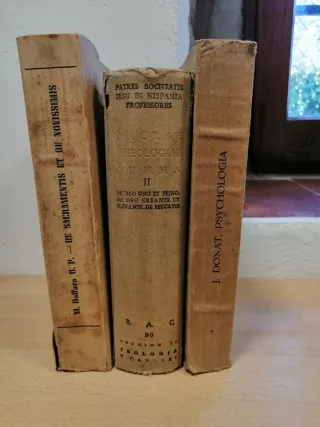 M. Daffara O. P. — DE SACRAMENTIS ET DE NOVISSIMIS
PATRES SOCIETATIS
IESU IN HISPANIA
PROFESSORES
THEOLOGIAE
SUMMA
II
DE DEO UNO ET TRINO,
DE DEO CREANTE ET
ELEVANTE, DE PECCATIS
B. A. C.
90
TEOLOGIA
J. DONAT, PSYCHOLOGIA